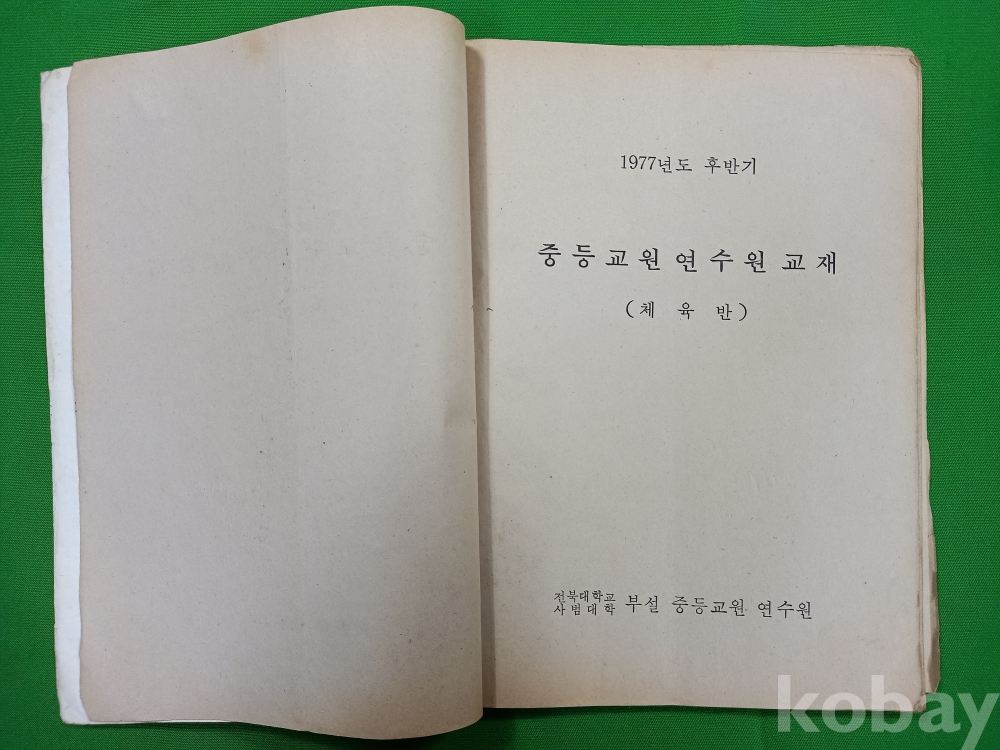 1977년도 후반기
중등교원연수원교재
(체 육 반)
전북대학교
사범대학 부설 중등교원 연수원
kobay